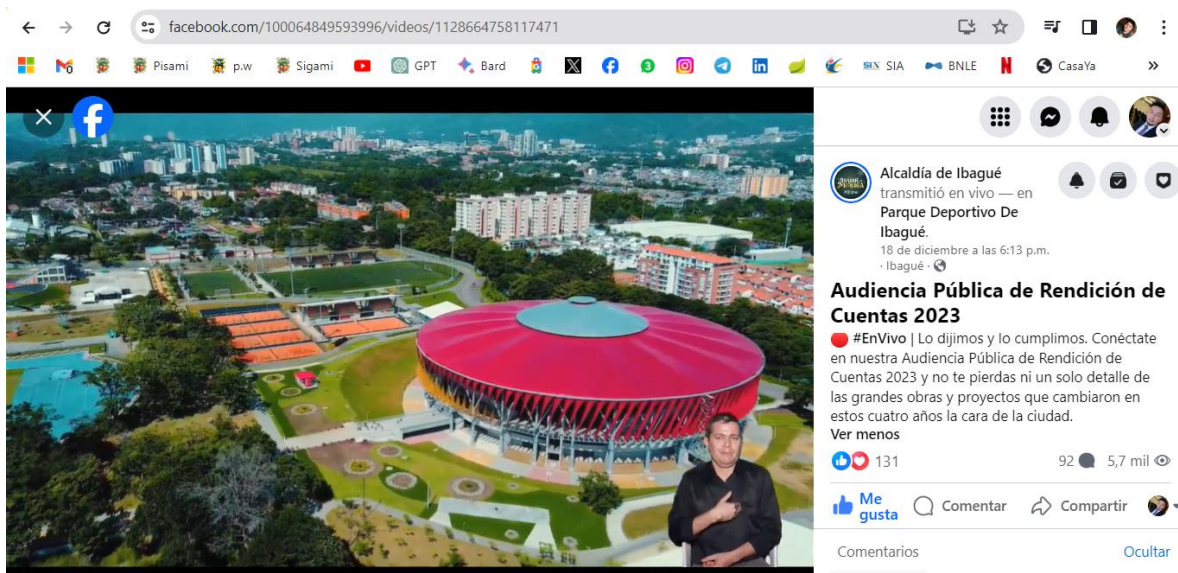 facebook.com/100064849593996/videos/1128664758117471
Pisami
p.w
Sigami
GPT
Bard
SIA
BNLE
CasaYa
»
Alcaldía de Ibagué
transmitió en vivo — en
Parque Deportivo De
Ibagué.
18 de diciembre a las 6:13 p.m.
· Ibagué ·
Audiencia Pública de Rendición de
Cuentas 2023
#EnVivo | Lo dijimos y lo cumplimos. Conéctate
en nuestra Audiencia Pública de Rendición de
Cuentas 2023 y no te pierdas ni un solo detalle de
las grandes obras y proyectos que cambiaron en
estos cuatro años la cara de la ciudad.
Ver menos
131
92
5,7 mil
Me
gusta
Comentar
Compartir
Comentarios
Ocultar